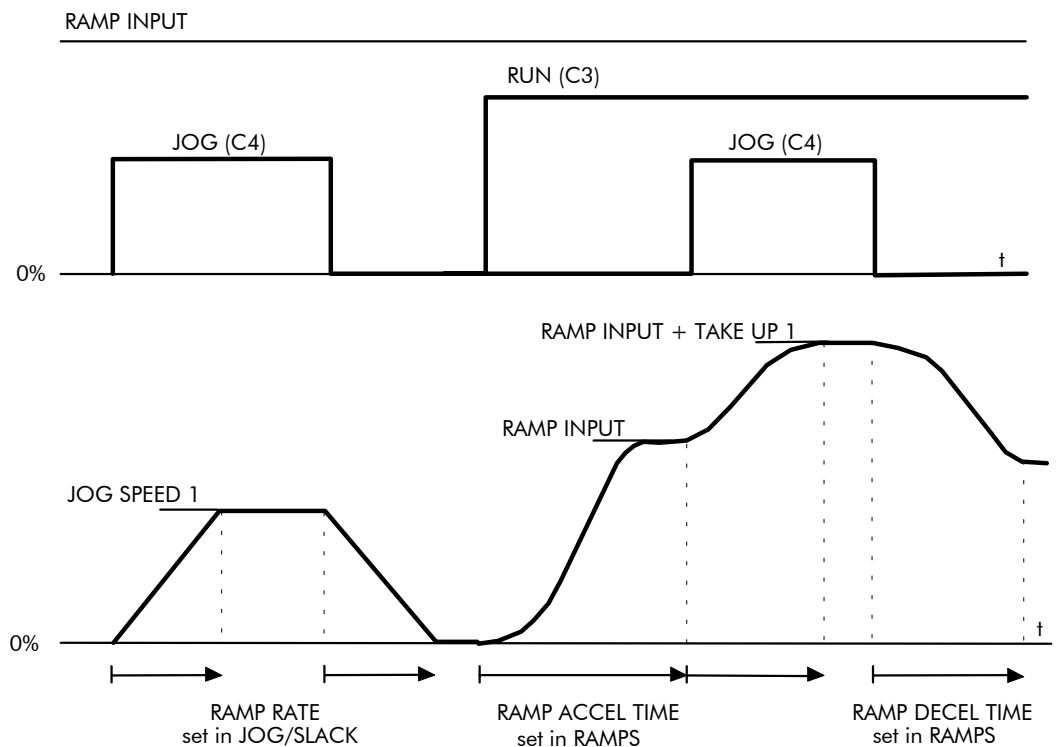 RAMP INPUT
RUN (C3)
JOG (C4)
JOG (C4)
0%
t
RAMP INPUT + TAKE UP 1
RAMP INPUT
JOG SPEED 1
0%
t
RAMP RATE
set in JOG/SLACK
RAMP ACCEL TIME
set in RAMPS
RAMP DECEL TIME
set in RAMPS